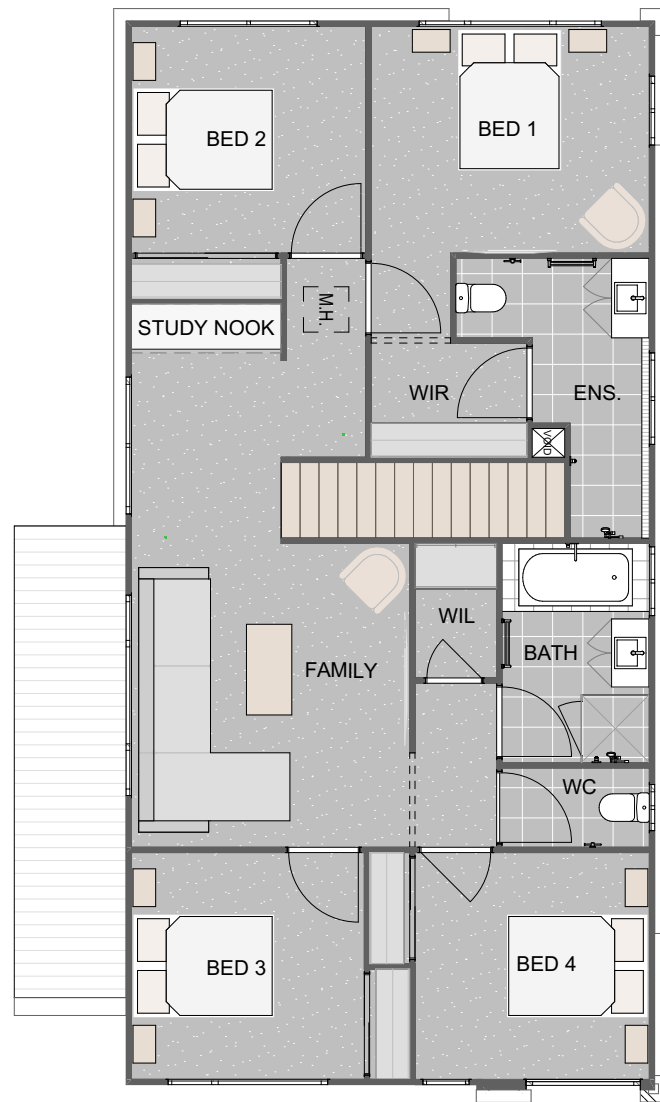 BED 2
BED 1
M.H.
STUDY NOOK
WIR
ENS.
VOID
WIL
BATH
FAMILY
WC
BED 3
BED 4